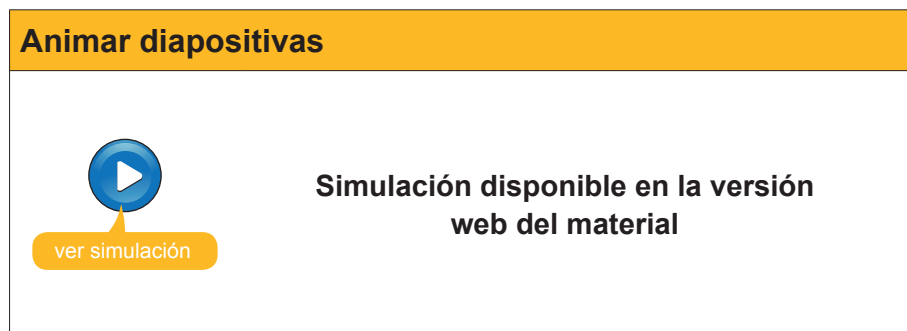 Animar diapositivas
Simulación disponible en la versión
web del material
ver simulación